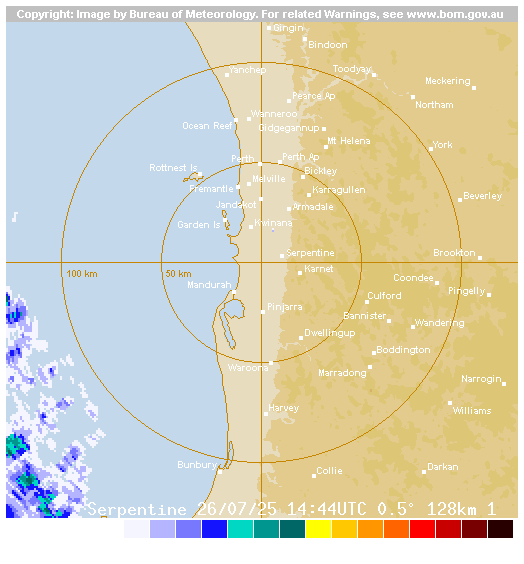 Copyright: Image by Bureau of Meteorology. For related Warnings, see www.bom.gov.au
Gingin
Bindoon
Yanchep
Toodyay
Meckering
Pearce Ap
Northam
Wanneroo
Ocean Reef
Gidgegannup
Mt Helena
York
Perth
Perth Ap
Rottnest Is
Bickley
Melville
Fremantle
Karragullen
Beverley
Jandakot
Armadale
Garden Is
Kwinana
Serpentine
Brookton
100 km
50 km
Karnet
Coondee
Mandurah
Pingelly
Culford
Pinjarra
Bannister
Wandering
Dwellingup
Boddington
Waroona
Marradong
Narrogin
Harvey
Williams
Bunbury
Collie
Darkan
Serpentine 26/07/25 14:44UTC 0.5° 128km 1